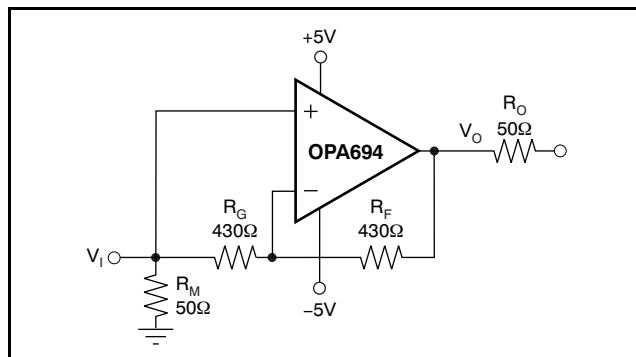 +5V
+
OPA694
−
V_O
R_O
50Ω
R_G
430Ω
R_F
430Ω
V_I
R_M
50Ω
−5V